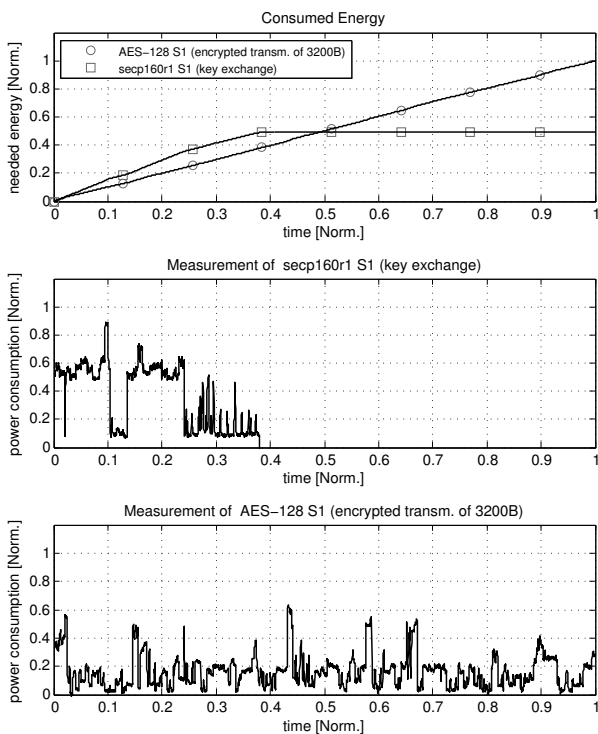 Consumed Energy
AES−128 S1 (encrypted transm. of 3200B)
secp160r1 S1 (key exchange)
needed energy [Norm.]
1
0.8
0.6
0.4
0.2
0
0 0.1 0.2 0.3 0.4 0.5 0.6 0.7 0.8 0.9 1
time [Norm.]
Measurement of secp160r1 S1 (key exchange)
power consumption [Norm.]
1
0.8
0.6
0.4
0.2
0
0 0.1 0.2 0.3 0.4 0.5 0.6 0.7 0.8 0.9 1
time [Norm.]
Measurement of AES−128 S1 (encrypted transm. of 3200B)
power consumption [Norm.]
1
0.8
0.6
0.4
0.2
0
0 0.1 0.2 0.3 0.4 0.5 0.6 0.7 0.8 0.9 1
time [Norm.]